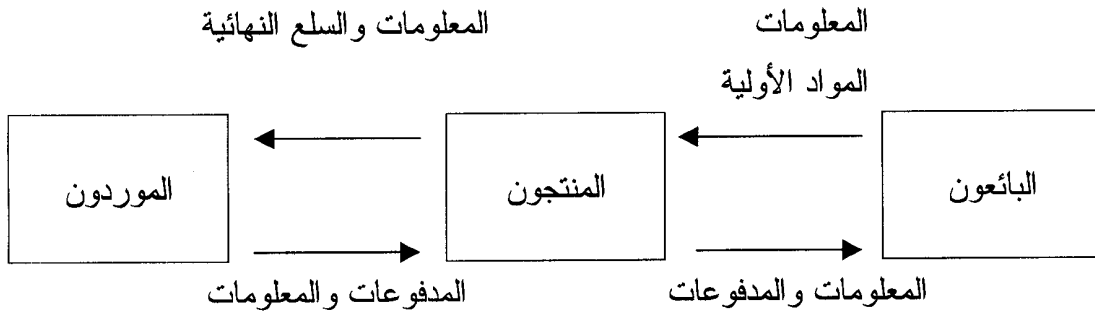 المعلومات
المعلومات والسلع النهائية
المواد الأولية
البائعون
المنتجون
الموردون
المعلومات والمدفوعات
المدفوعات والمعلومات